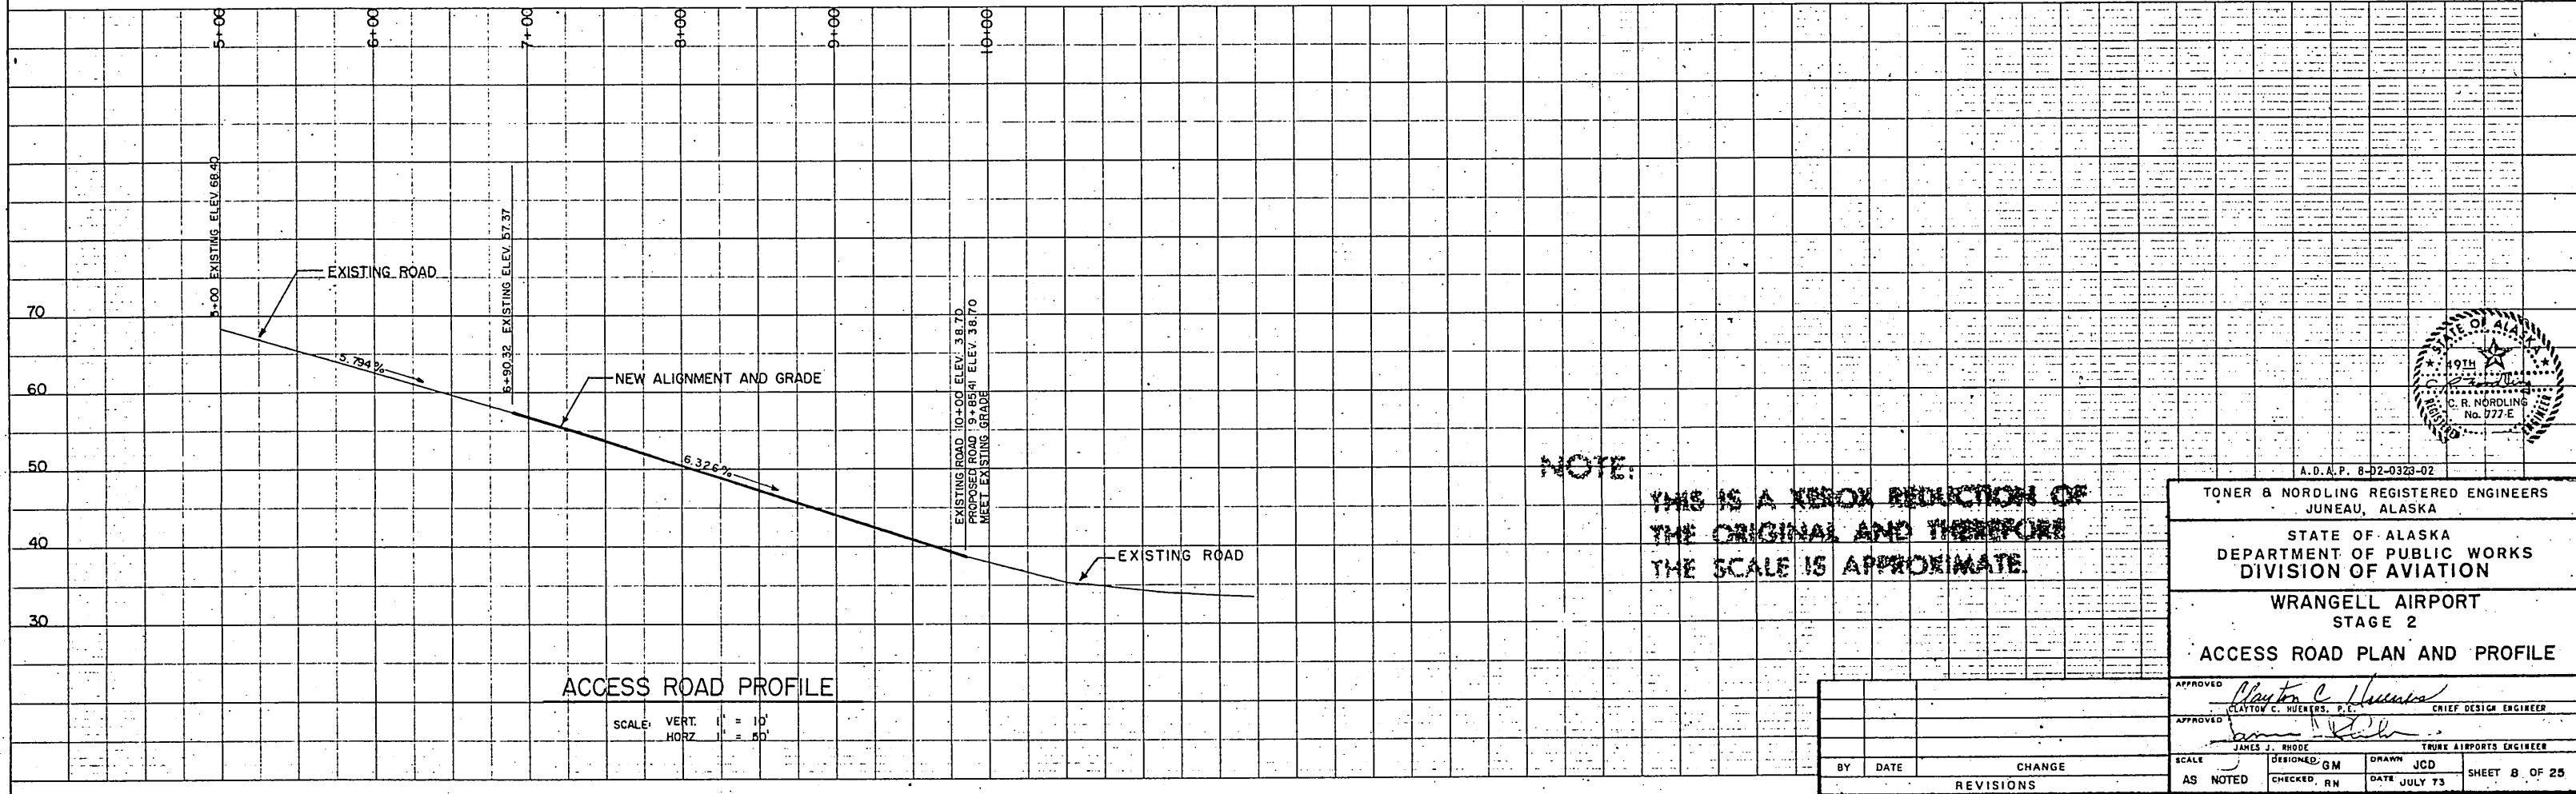 5+00
6+00
7+00
8+00
9+00
10+00
5+00 EXISTING ELEV. 68.40
EXISTING ROAD
5.794%
6+90.32 EXISTING ELEV. 57.37
NEW ALIGNMENT AND GRADE
6.326%
EXISTING ROAD 10+00 ELEV. 38.70
PROPOSED ROAD 9+85.41 ELEV. 38.70
MEET EXISTING GRADE
EXISTING ROAD
70
60
50
40
30
ACCESS ROAD PROFILE
SCALE: VERT. 1" = 10'
HORZ. 1" = 50'
NOTE:
THIS IS A XEROX REDUCTION OF
THE ORIGINAL AND THEREFORE
THE SCALE IS APPROXIMATE.
STATE OF ALASKA
49TH
C. R. NORDLING
No. 777-E
REGISTERED ENGINEER
A.D.A.P. 8-02-0323-02
TONER & NORDLING REGISTERED ENGINEERS
JUNEAU, ALASKA
STATE OF ALASKA
DEPARTMENT OF PUBLIC WORKS
DIVISION OF AVIATION
WRANGELL AIRPORT
STAGE 2
ACCESS ROAD PLAN AND PROFILE
APPROVED Clayton C Hueners
CLAYTON C. HUENERS, P.E. CHIEF DESIGN ENGINEER
APPROVED
JAMES J. RHODE TRUNK AIRPORTS ENGINEER
BY DATE CHANGE
REVISIONS
SCALE AS NOTED
DESIGNED GM
CHECKED RN
DRAWN JCD
DATE JULY 73
SHEET 8 OF 25